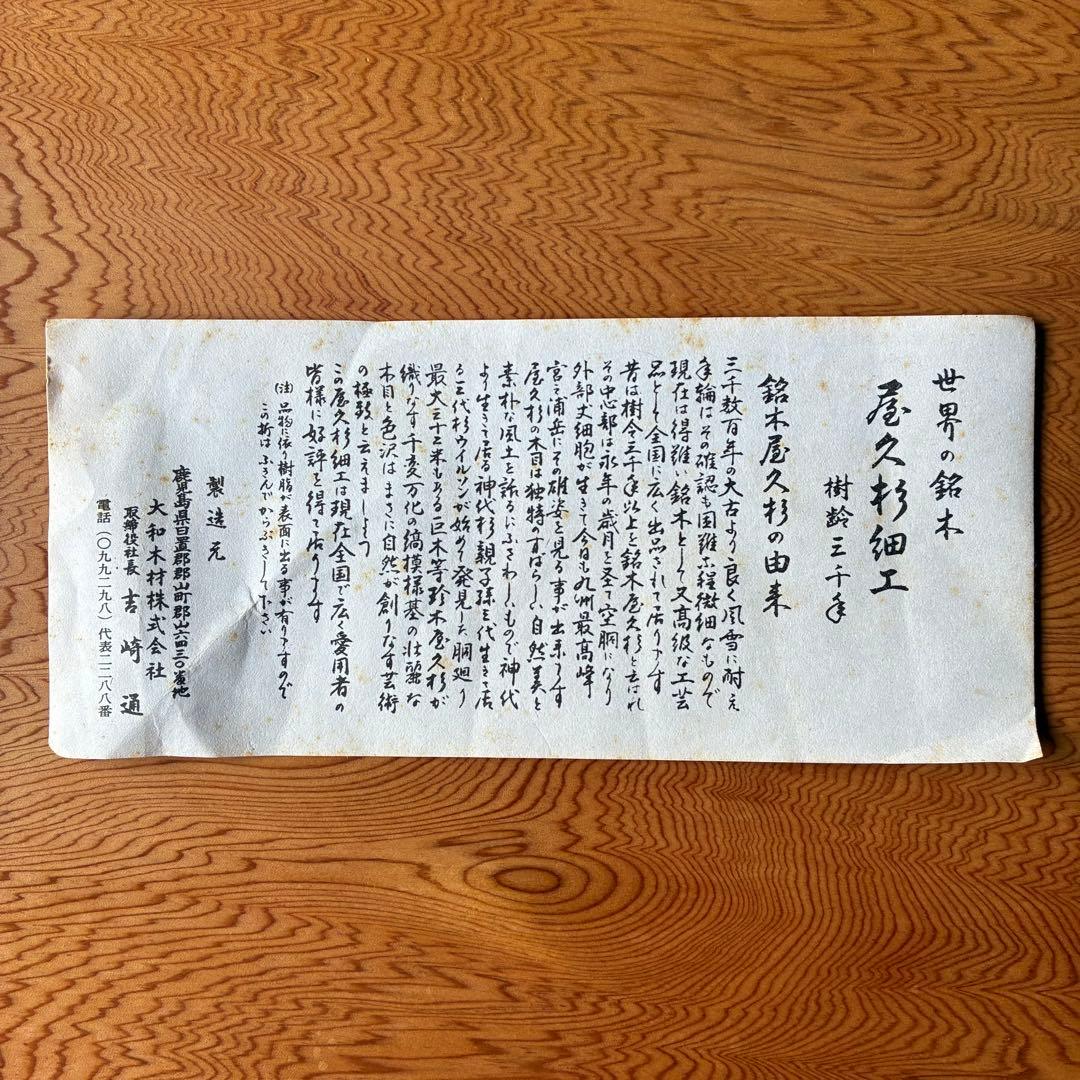 世界の銘木
屋久杉細工
樹齢三千年
銘木屋久杉の由来
三千数百年の太古より良く風雪に耐え
年輪はその確認も困難な程微細なもので
現在は得難い銘木として又高級な工芸
品として全国に広く出品されて居ります
昔は樹令三千年以上を銘木屋久杉と云はれ
その中心部は永年の歳月を圣て空胴になり
外部丈細胞が生きて今日も九州最高峰
宮之浦岳にその雄姿を見る事が出来ます
屋久杉の木目は独特のすばらしい自然美と
素朴な風土を語るにふさわしいもので神代
より生きて居る神代杉親子孫三代生きて居
る三代杉ウイルソンが始めて発見した胴廻り
最大三十二米もある巨木等珍木屋久杉が
織りなす千変万化の縞模様基の壮麗な
木目と色沢はまさに自然が創りなす芸術
の極致と云えましょう
この屋久杉細工は現在全国で広く愛用者の
皆様に好評を得て居ります
(注) 品物に依り樹脂が表面に出る事が有りますので
この折はふきんでからぶきして下さい
製造元
鹿児島県日置郡郡山町郡山六四三〇番地
大和木材株式会社
取締役社長 吉崎通
電話(〇九九二九八)代表二二八八番